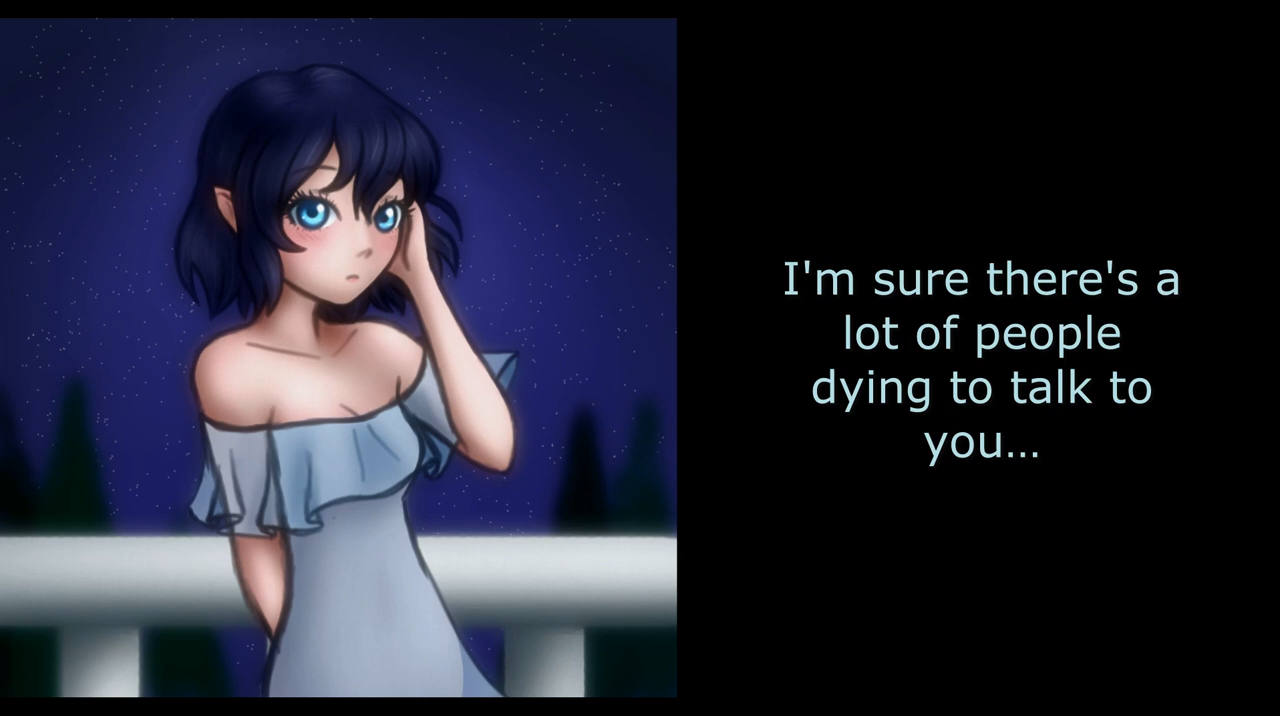 I'm sure there's a
lot of people
dying to talk to
you...